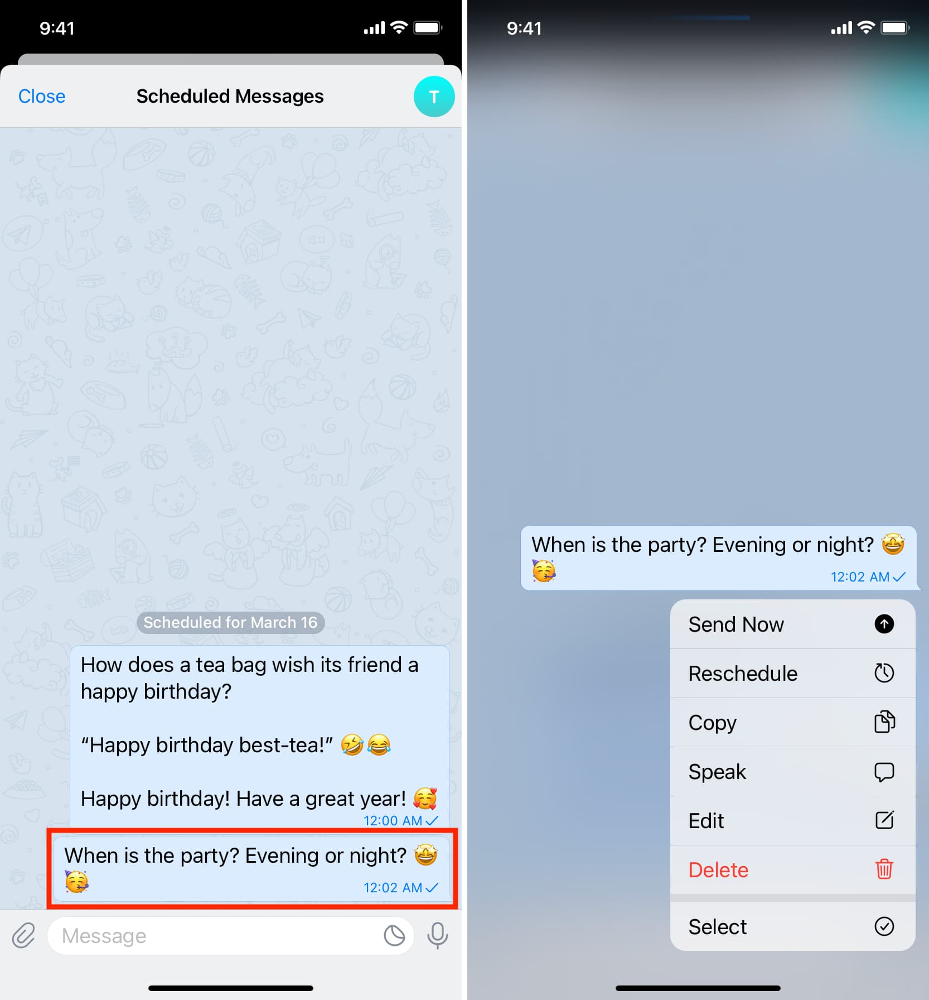 9:41
Close
Scheduled Messages
T
Scheduled for March 16
How does a tea bag wish its friend a
happy birthday?
“Happy birthday best-tea!” 🤣😂
Happy birthday! Have a great year! 🥰
12:00 AM
When is the party? Evening or night? 🤩
🥳
12:02 AM
Message
9:41
When is the party? Evening or night? 🤩
🥳
12:02 AM
Send Now
Reschedule
Copy
Speak
Edit
Delete
Select